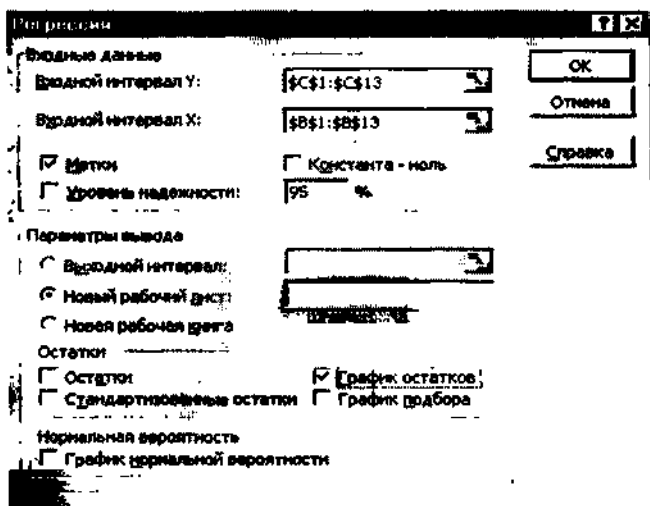 Регрессия
Входные данные
Входной интервал Y: $C$1:$C$13
Входной интервал X: $B$1:$B$13
Метки Константа - ноль
Уровень надежности: 95 %
Параметры вывода
Выходной интервал:
Новый рабочий лист:
Новая рабочая книга
Остатки
Остатки График остатков
Стандартизованные остатки График подбора
Нормальная вероятность
График нормальной вероятности
ОК
Отмена
Справка